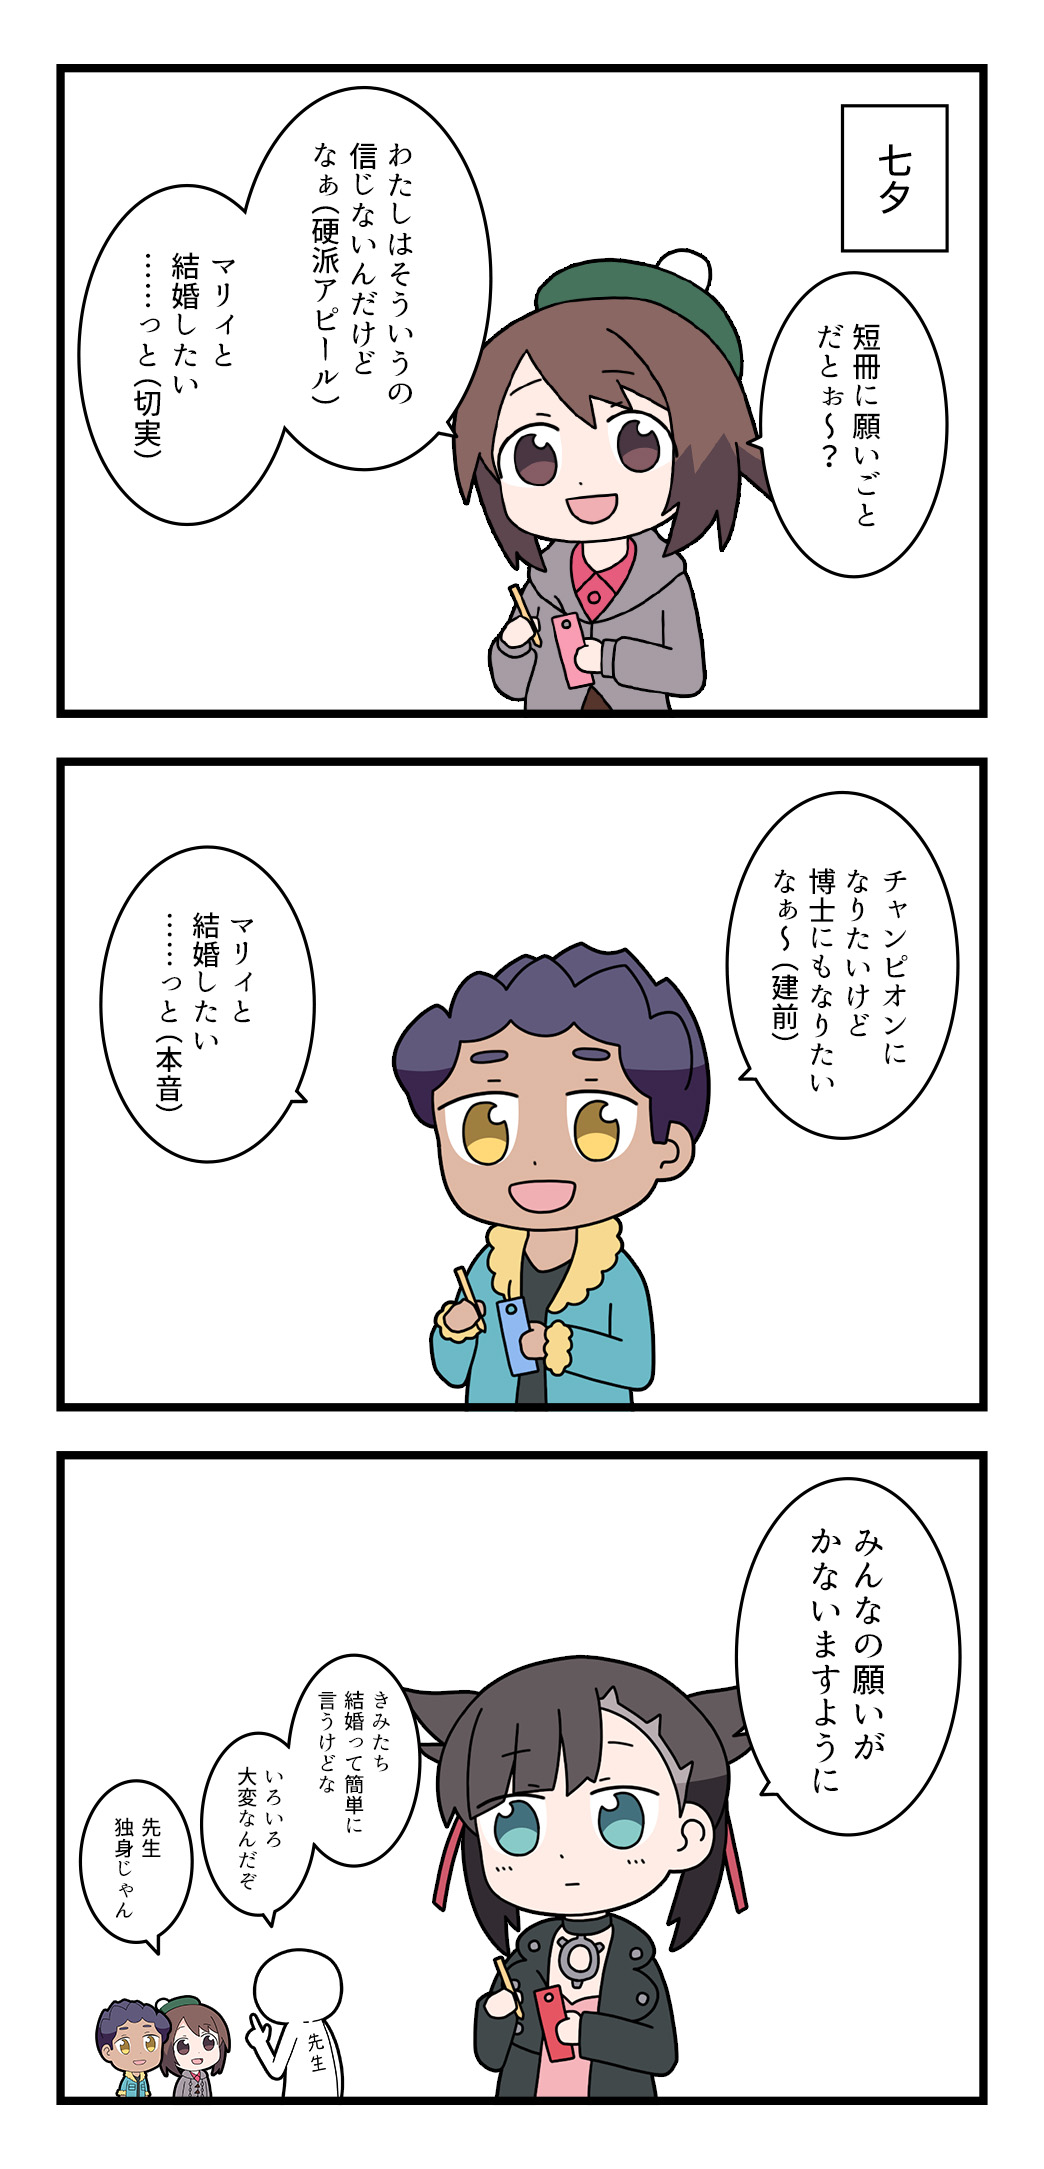 七夕
短冊に願いごと
だとぉ〜？
わたしはそういうの
信じないんだけど
なぁ(硬派アピール)
マリィと
結婚したい
……っと(切実)
チャンピオンに
なりたいけど
博士にもなりたい
なぁ〜(建前)
マリィと
結婚したい
……っと(本音)
みんなの願いが
かないますように
きみたち
結婚って簡単に
言うけどな
いろいろ
大変なんだぞ
先生
独身じゃん
先生